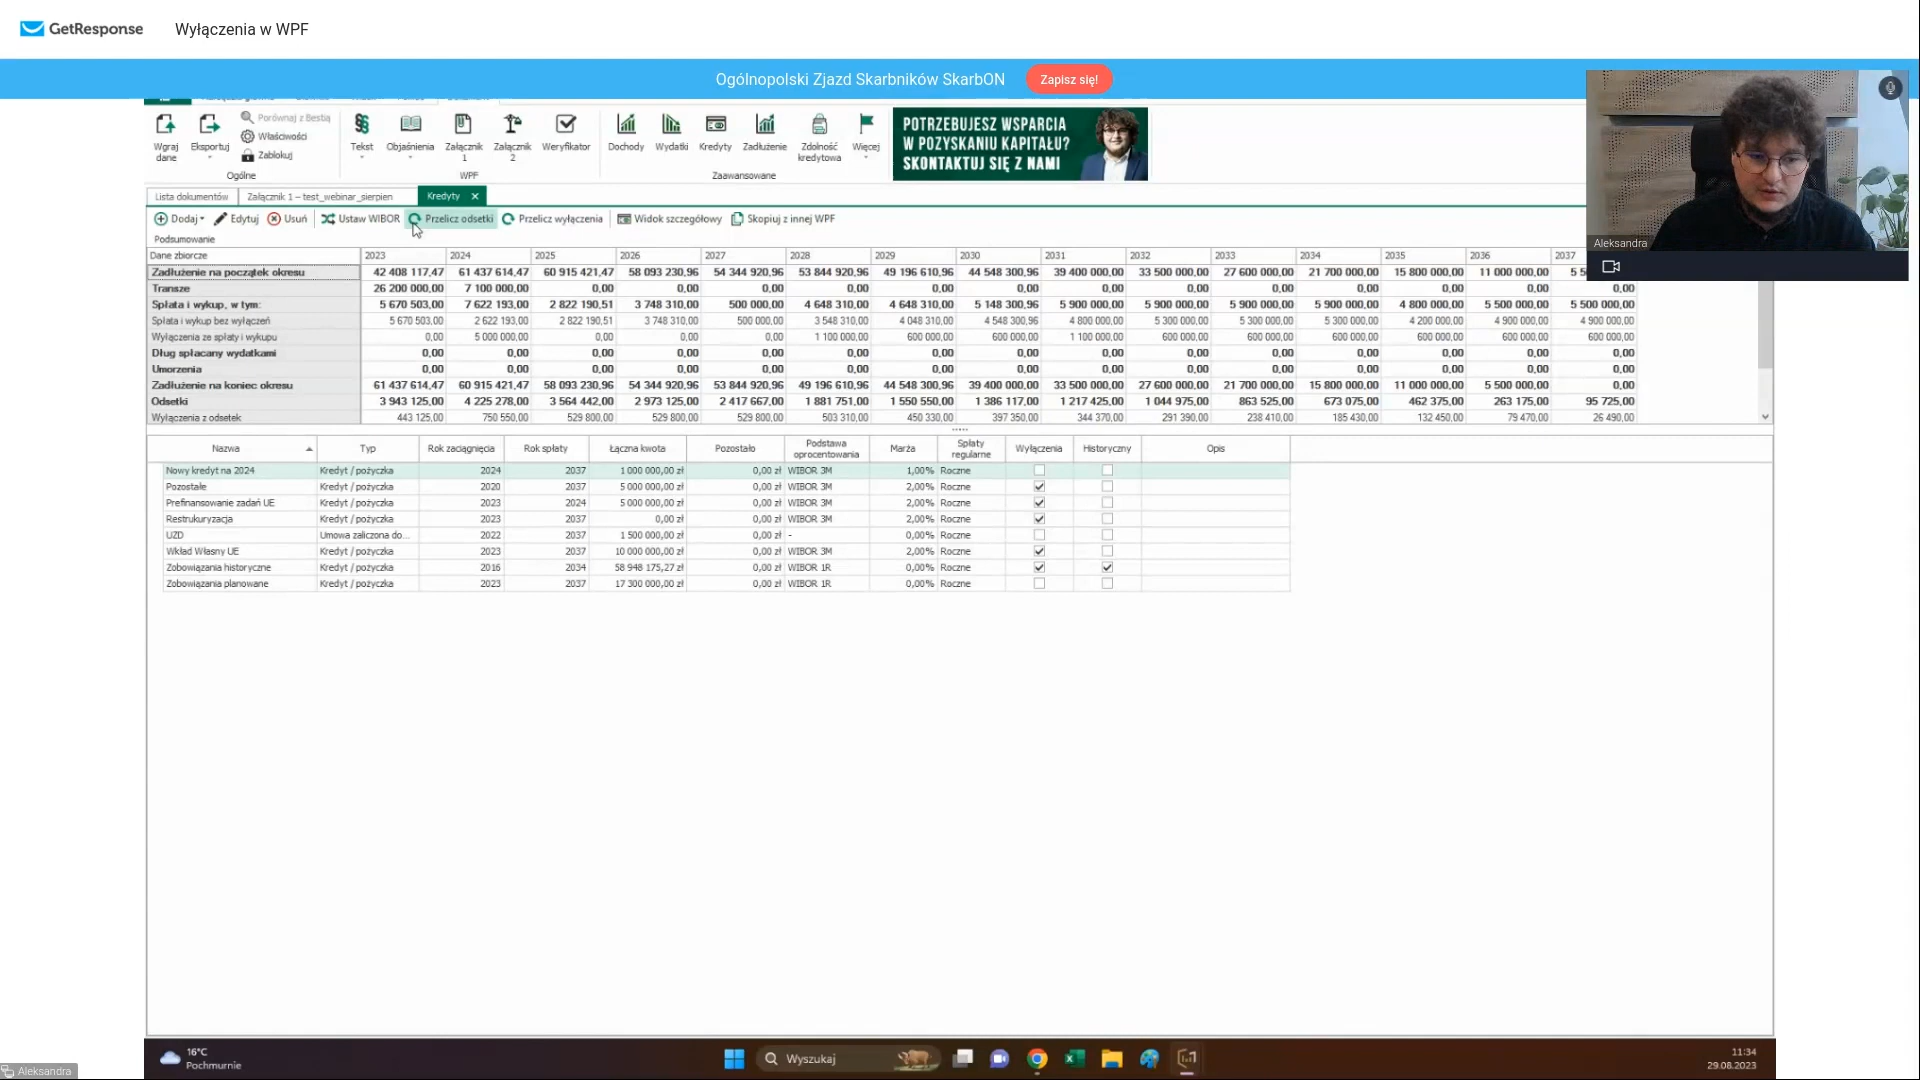 GetResponse Wyłączenia w WPF
Ogólnopolski Zjazd Skarbników SkarbON Zapisz się!
Wgraj dane
Eksportuj
Porównaj z Bestią
Właściwości
Zablokuj
Ogólne
Tekst
Objaśnienia
Załącznik 1
Załącznik 2
Weryfikator
WPF
Dochody
Wydatki
Kredyty
Zadłużenie
Zdolność kredytowa
Więcej
Zaawansowane
POTRZEBUJESZ WSPARCIA
W POZYSKANIU KAPITAŁU?
SKONTAKTUJ SIĘ Z NAMI
Aleksandra
Lista dokumentów Załącznik 1 – test_webinar_sierpien Kredyty
Dodaj Edytuj Usuń Ustaw WIBOR Przelicz odsetki Przelicz wyłączenia Widok szczegółowy Skopiuj z innej WPF
Podsumowanie
Dane zbiorcze 2023 2024 2025 2026 2027 2028 2029 2030 2031 2032 2033 2034 2035 2036 2037
Zadłużenie na początek okresu 42 408 117,47 61 437 614,47 60 915 421,47 58 093 230,96 54 344 920,96 53 844 920,96 49 196 610,96 44 548 300,96 39 400 000,00 33 500 000,00 27 600 000,00 21 700 000,00 15 800 000,00 11 000 000,00 5 5
Transze 26 200 000,00 7 100 000,00 0,00 0,00 0,00 0,00 0,00 0,00 0,00 0,00 0,00 0,00 0,00 0,00 0,00
Spłata i wykup, w tym: 5 670 503,00 7 622 193,00 2 822 190,51 3 748 310,00 500 000,00 4 648 310,00 4 648 310,00 5 148 300,96 5 900 000,00 5 900 000,00 5 900 000,00 5 900 000,00 4 800 000,00 5 500 000,00 5 500 000,00
Spłata i wykup bez wyłączeń 5 670 503,00 2 622 193,00 2 822 190,51 3 748 310,00 500 000,00 3 548 310,00 4 048 310,00 4 548 300,96 4 800 000,00 5 300 000,00 5 300 000,00 5 300 000,00 4 200 000,00 4 900 000,00 4 900 000,00
Wyłączenia ze spłaty i wykupu 0,00 5 000 000,00 0,00 0,00 0,00 1 100 000,00 600 000,00 600 000,00 1 100 000,00 600 000,00 600 000,00 600 000,00 600 000,00 600 000,00 600 000,00
Dług spłacany wydatkami 0,00 0,00 0,00 0,00 0,00 0,00 0,00 0,00 0,00 0,00 0,00 0,00 0,00 0,00 0,00
Umorzenia 0,00 0,00 0,00 0,00 0,00 0,00 0,00 0,00 0,00 0,00 0,00 0,00 0,00 0,00 0,00
Zadłużenie na koniec okresu 61 437 614,47 60 915 421,47 58 093 230,96 54 344 920,96 53 844 920,96 49 196 610,96 44 548 300,96 39 400 000,00 33 500 000,00 27 600 000,00 21 700 000,00 15 800 000,00 11 000 000,00 5 500 000,00 0,00
Odsetki 3 943 125,00 4 225 278,00 3 564 442,00 2 973 125,00 2 417 667,00 1 881 751,00 1 550 550,00 1 386 117,00 1 217 425,00 1 044 975,00 863 525,00 673 075,00 462 375,00 263 175,00 95 725,00
Wyłączenia z odsetek 443 125,00 750 550,00 529 800,00 529 800,00 529 800,00 503 310,00 450 330,00 397 350,00 344 370,00 291 390,00 238 410,00 185 430,00 132 450,00 79 470,00 26 490,00
Nazwa Typ Rok zaciągnięcia Rok spłaty Łączna kwota Pozostało Podstawa oprocentowania Marża Spłaty regularne Wyłączenia Historyczny Opis
Nowy kredyt na 2024 Kredyt / pożyczka 2024 2037 1 000 000,00 zł 0,00 zł WIBOR 3M 1,00% Roczne
Pozostałe Kredyt / pożyczka 2020 2037 5 000 000,00 zł 0,00 zł WIBOR 3M 2,00% Roczne
Prefinansowanie zadań UE Kredyt / pożyczka 2023 2024 5 000 000,00 zł 0,00 zł WIBOR 3M 2,00% Roczne
Restrukuryzacja Kredyt / pożyczka 2023 2037 0,00 zł 0,00 zł WIBOR 3M 2,00% Roczne
UZD Umowa zaliczona do... 2022 2037 1 500 000,00 zł 0,00 zł - 0,00% Roczne
Wkład Własny UE Kredyt / pożyczka 2023 2037 10 000 000,00 zł 0,00 zł WIBOR 3M 2,00% Roczne
Zobowiązania historyczne Kredyt / pożyczka 2016 2034 58 948 175,27 zł 0,00 zł WIBOR 1R 0,00% Roczne
Zobowiązania planowane Kredyt / pożyczka 2023 2037 17 300 000,00 zł 0,00 zł WIBOR 1R 0,00% Roczne
16°C
Pochmurnie
Wyszukaj
11:34
29.08.2023
Aleksandra